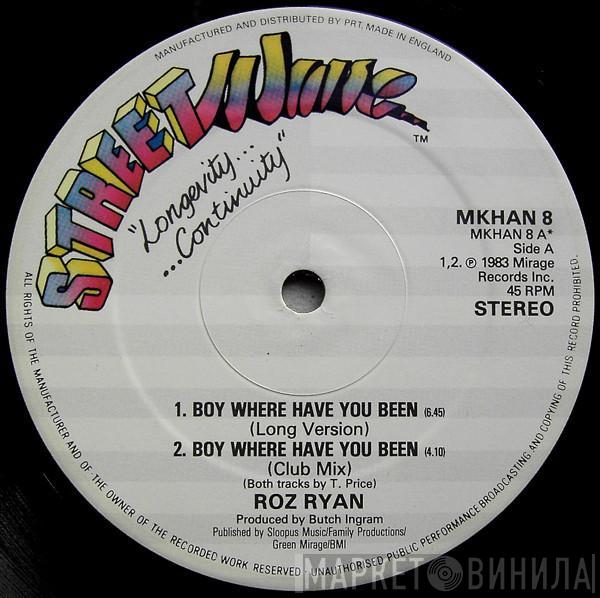 MANUFACTURED AND DISTRIBUTED BY PRT, MADE IN ENGLAND
STREET Wave
TM
"Longevity...
...Continuity"
MKHAN 8
MKHAN 8 A*
Side A
1,2. ℗ 1983 Mirage
Records Inc.
45 RPM
STEREO
1. BOY WHERE HAVE YOU BEEN (6.45)
(Long Version)
2. BOY WHERE HAVE YOU BEEN (4.10)
(Club Mix)
(Both tracks by T. Price)
ROZ RYAN
Produced by Butch Ingram
Published by Sloopus Music/Family Productions/
Green Mirage/BMI
ALL RIGHTS OF THE MANUFACTURER AND OF THE OWNER OF THE RECORDED WORK RESERVED · UNAUTHORISED PUBLIC PERFORMANCE BROADCASTING AND COPYING OF THIS RECORD PROHIBITED.
МАРКЕТ ВИНИЛА